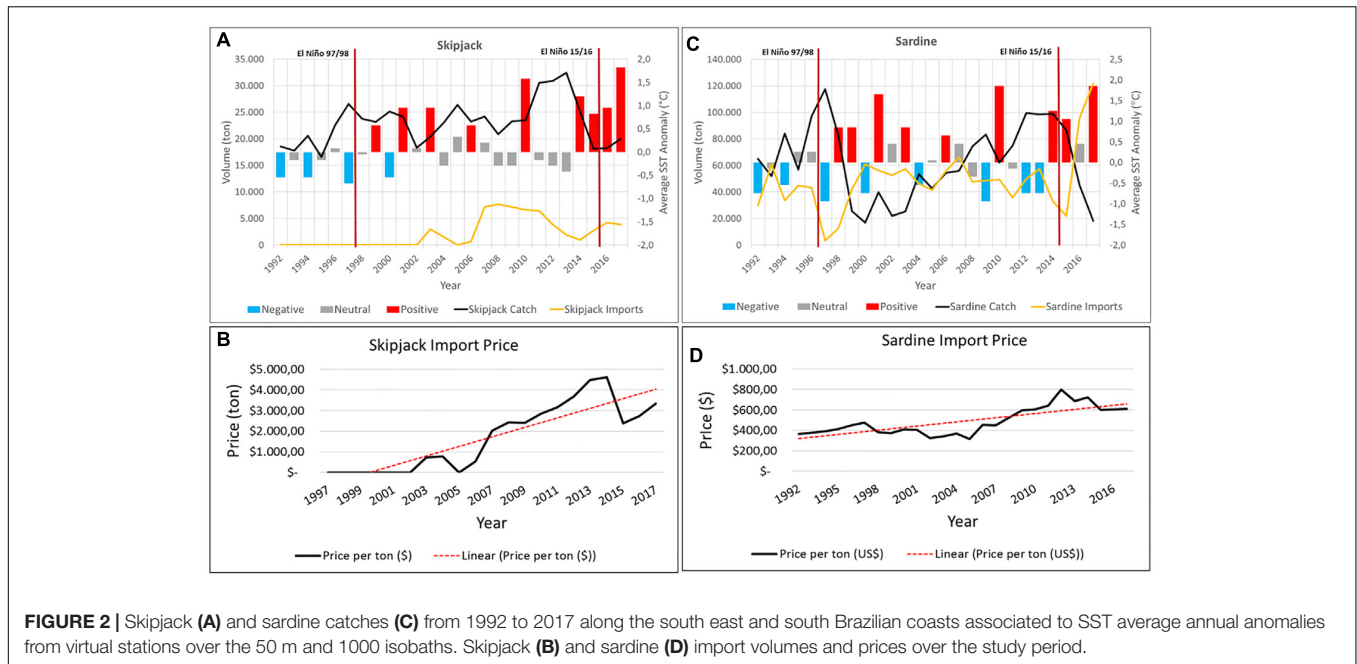 A
Skipjack
El Niño 97/98
El Niño 15/16
Volume (ton)
35.000
30.000
25.000
20.000
15.000
10.000
5.000
0
2,0
1,5
1,0
0,5
0,0
-0,5
-1,0
-1,5
-2,0
Average SST Anomaly (°C)
1992 1994 1996 1998 2000 2002 2004 2006 2008 2010 2012 2014 2016
Year
Negative Neutral Positive Skipjack Catch Skipjack Imports
C
Sardine
El Niño 97/98
El Niño 15/16
Volume (ton)
140.000
120.000
100.000
80.000
60.000
40.000
20.000
0
2,5
2,0
1,5
1,0
0,5
0,0
-0,5
-1,0
-1,5
-2,0
Average SST Anomaly (°C)
1992 1994 1996 1998 2000 2002 2004 2006 2008 2010 2012 2014 2016
Year
Negative Neutral Positive Sardine Catch Sardine Imports
B
Skipjack Import Price
Price (ton)
$5.000,00
$4.000,00
$3.000,00
$2.000,00
$1.000,00
$-
1997 1999 2001 2003 2005 2007 2009 2011 2013 2015 2017
Year
Price per ton ($) Linear (Price per ton ($))
D
Sardine Import Price
Price ($)
$1.000,00
$800,00
$600,00
$400,00
$200,00
$-
1992 1995 1998 2001 2004 2007 2010 2013 2016
Year
Price per ton (US$) Linear (Price per ton (US$))
FIGURE 2 | Skipjack (A) and sardine catches (C) from 1992 to 2017 along the south east and south Brazilian coasts associated to SST average annual anomalies
from virtual stations over the 50 m and 1000 isobaths. Skipjack (B) and sardine (D) import volumes and prices over the study period.